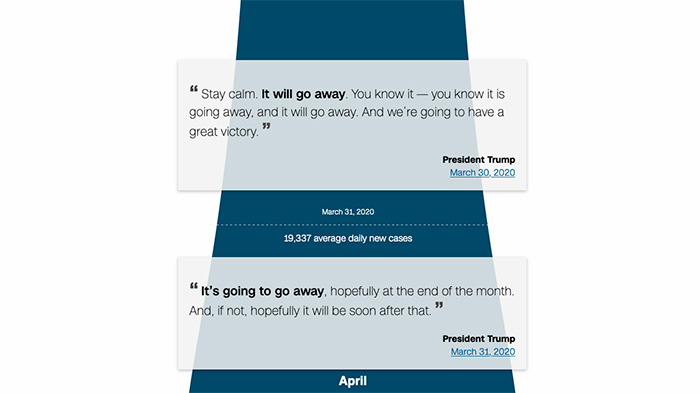 “ Stay calm. It will go away. You know it — you know it is
going away, and it will go away. And we’re going to have a
great victory. ”
President Trump
March 30, 2020
March 31, 2020
19,337 average daily new cases
“ It’s going to go away, hopefully at the end of the month.
And, if not, hopefully it will be soon after that. ”
President Trump
March 31, 2020
April